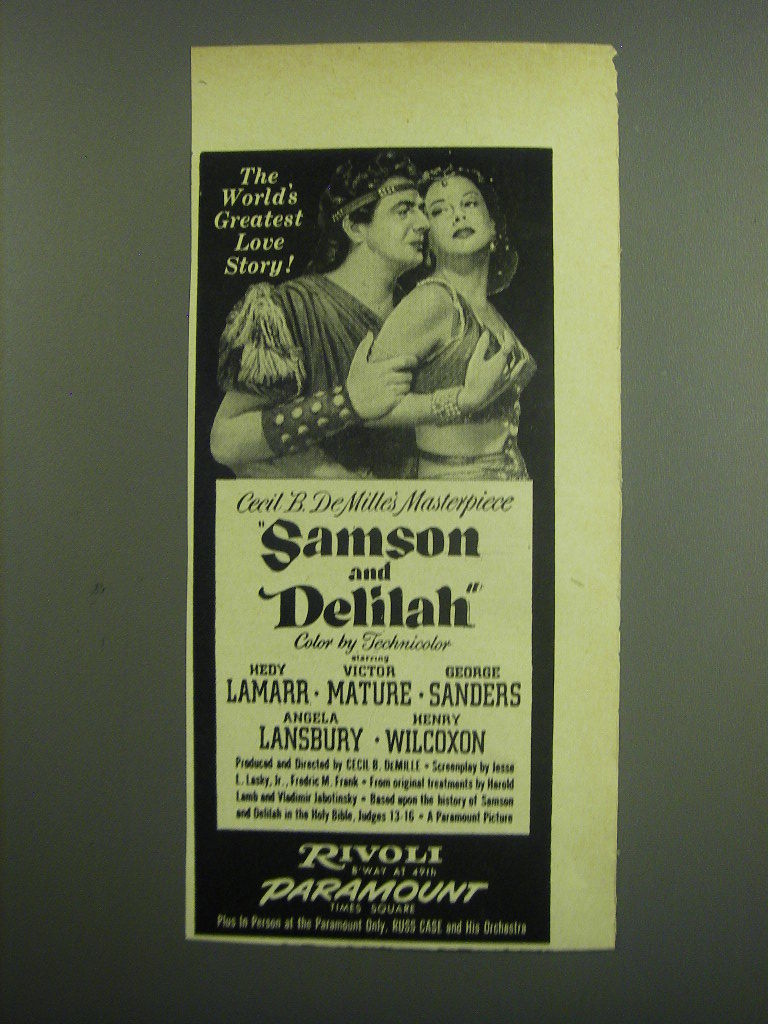 The
World's
Greatest
Love
Story!
Cecil B. DeMille's Masterpiece
"Samson
and
Delilah"
Color by Technicolor
starring
HEDY VICTOR GEORGE
LAMARR · MATURE · SANDERS
ANGELA HENRY
LANSBURY · WILCOXON
Produced and Directed by CECIL B. DeMILLE • Screenplay by Jesse
L. Lasky, Jr., Fredric M. Frank • From original treatments by Harold
Lamb and Vladimir Jabotinsky • Based upon the history of Samson
and Delilah in the Holy Bible, Judges 13-16 • A Paramount Picture
RIVOLI
B'WAY AT 49th
PARAMOUNT
TIMES SQUARE
Plus In Person at the Paramount Only, RUSS CASE and His Orchestra